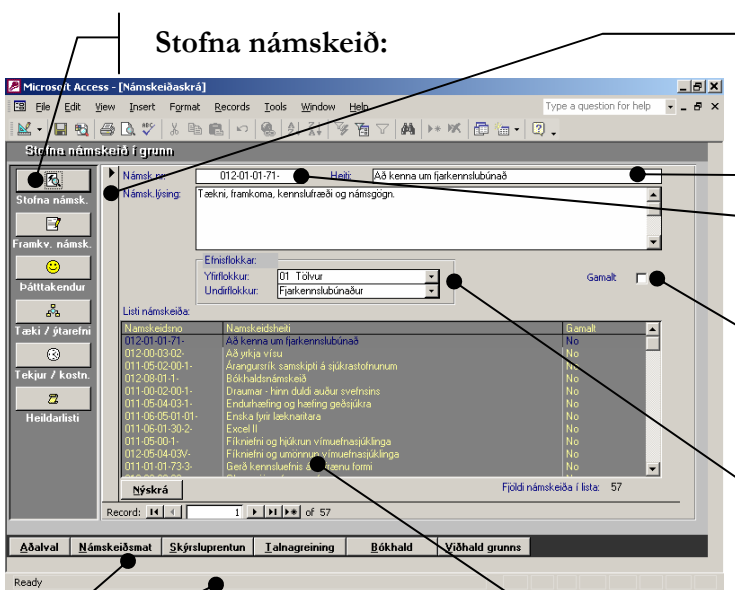 Stofna námskeið:
Microsoft Access - [Námskeiðaskrá]
File Edit View Insert Format Records Tools Window Help
Type a question for help
Stofna námskeið í grunn
Stofna námsk.
Framkv. námsk.
Þátttakendur
Tæki / ýtarefni
Tekjur / kostn.
Heildarlisti
Námsk.nr: 012-01-01-71- Heiti: Að kenna um fjarkennslubúnað
Námsk.lýsing: Tækni, framkoma, kennslufræði og námsgögn.
Efnisflokkar:
Yfirflokkur: 01 Tölvur
Undirflokkur: Fjarkennslubúnaður
Gamalt
Listi námskeiða:
Namskeidsno Namskeidsheiti Gamalt
012-01-01-71- Að kenna um fjarkennslubúnað No
012-00-03-02- Að yrkja vísu No
011-05-02-00-1- Árangursrík samskipti á sjúkrastofnunum No
012-08-01-1- Bókhaldsnámskeið No
011-00-02-00-1- Draumar - hinn duldi auður svefnsins No
011-05-04-03-1- Endurhæfing og hæfing geðsjúkra No
011-06-05-01-01- Enska fyrir læknaritara No
011-06-01-30-2- Excel II No
011-05-00-1- Fíkniefni og hjúkrun vímuefnasjúklinga No
012-05-04-03V- Fíkniefni og umönnun vímuefnasjúklinga No
011-01-01-73-3- Gerð kennsluefnis á rænu formi No
Nýskrá
Fjöldi námskeiða í lista: 57
Record: 1 of 57
Aðalval Námskeiðsmat Skýrsluprentun Talnagreining Bókhald Viðhald grunns
Ready